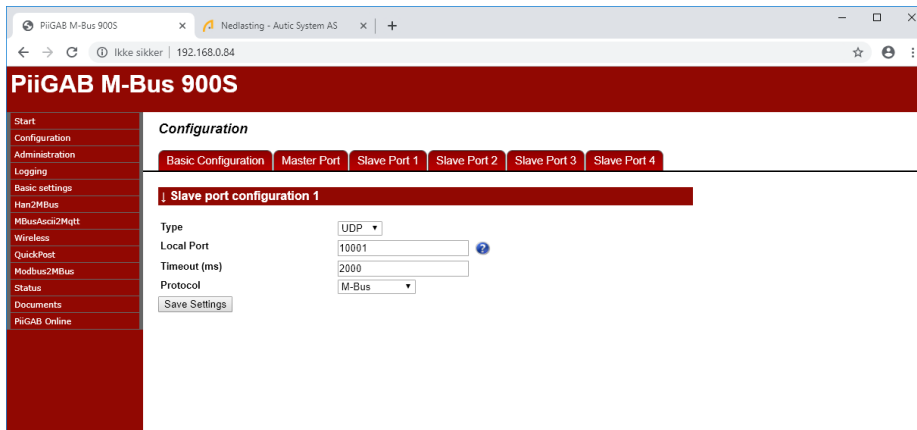 PiiGAB M-Bus 900S
Nedlasting - Autic System AS
Ikke sikker | 192.168.0.84
PiiGAB M-Bus 900S
Start
Configuration
Administration
Logging
Basic settings
Han2MBus
MBusAscii2Mqtt
Wireless
QuickPost
Modbus2MBus
Status
Documents
PiiGAB Online
Configuration
Basic Configuration Master Port Slave Port 1 Slave Port 2 Slave Port 3 Slave Port 4
↓ Slave port configuration 1
Type UDP
Local Port 10001
Timeout (ms) 2000
Protocol M-Bus
Save Settings